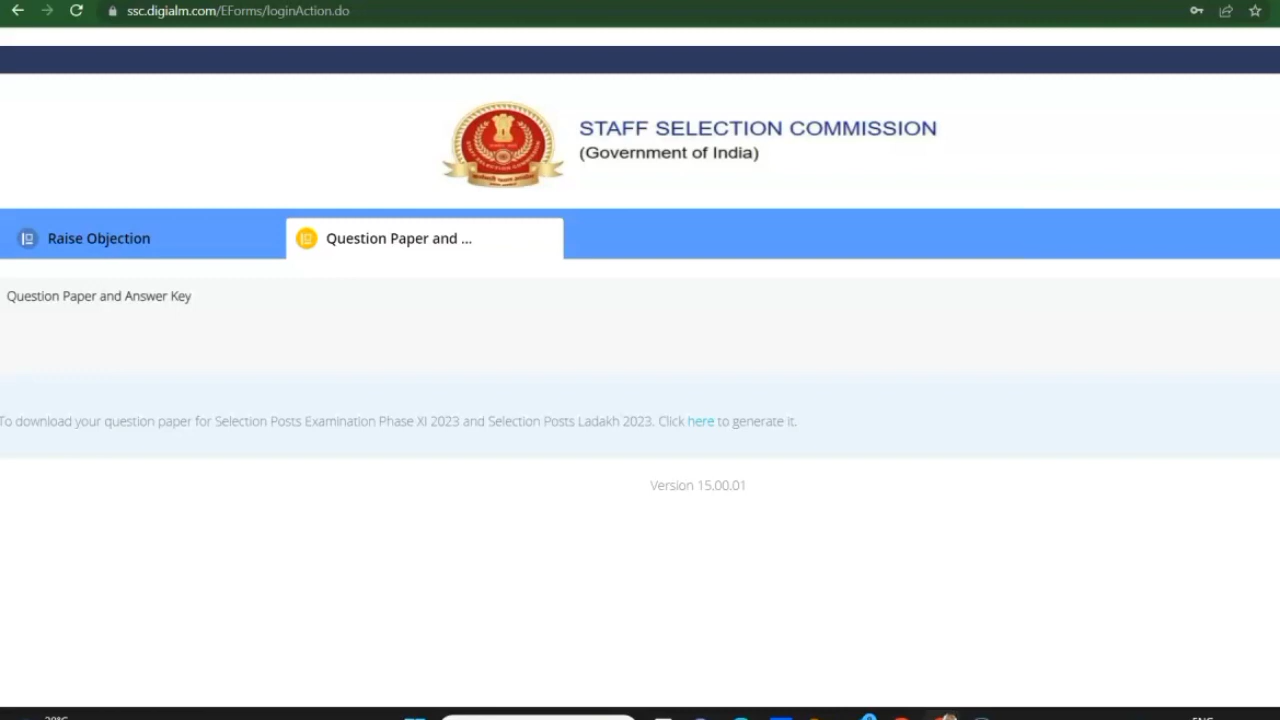 ssc.digialm.com/EForms/loginAction.do
STAFF SELECTION COMMISSION
(Government of India)
Raise Objection
Question Paper and ...
Question Paper and Answer Key
To download your question paper for Selection Posts Examination Phase XI 2023 and Selection Posts Ladakh 2023. Click here to generate it.
Version 15.00.01